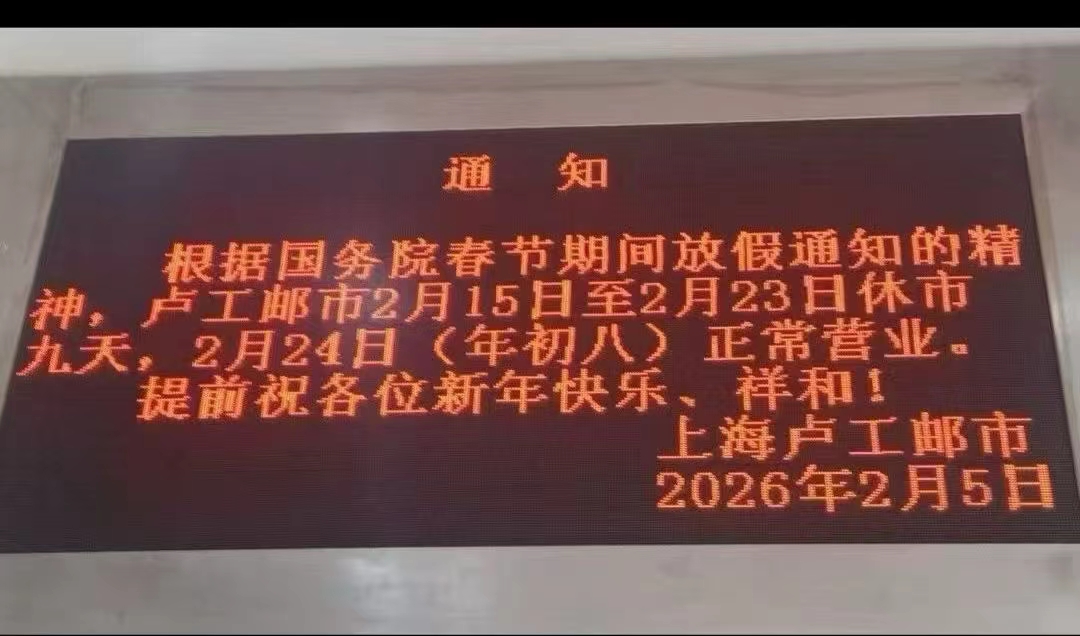 通 知
根据国务院春节期间放假通知的精
神，卢工邮市2月15日至2月23日休市
九天，2月24日（年初八）正常营业。
提前祝各位新年快乐、祥和！
上海卢工邮市
2026年2月5日